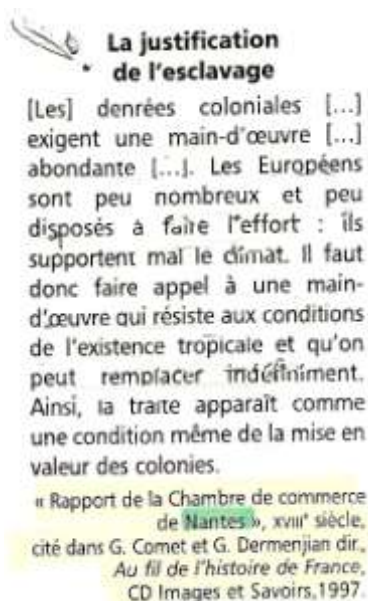 La justification
de l'esclavage
[Les] denrées coloniales [...]
exigent une main-d'œuvre [...]
abondante [...]. Les Européens
sont peu nombreux et peu
disposés à faire l'effort : ils
supportent mal le climat. Il faut
donc faire appel à une main-
d'œuvre qui résiste aux conditions
de l'existence tropicale et qu'on
peut remplacer indéfiniment.
Ainsi, la traite apparaît comme
une condition même de la mise en
valeur des colonies.
« Rapport de la Chambre de commerce
de Nantes », XVIIIᵉ siècle,
cité dans G. Comet et G. Dermenjian dir.,
Au fil de l'histoire de France,
CD Images et Savoirs,1997.